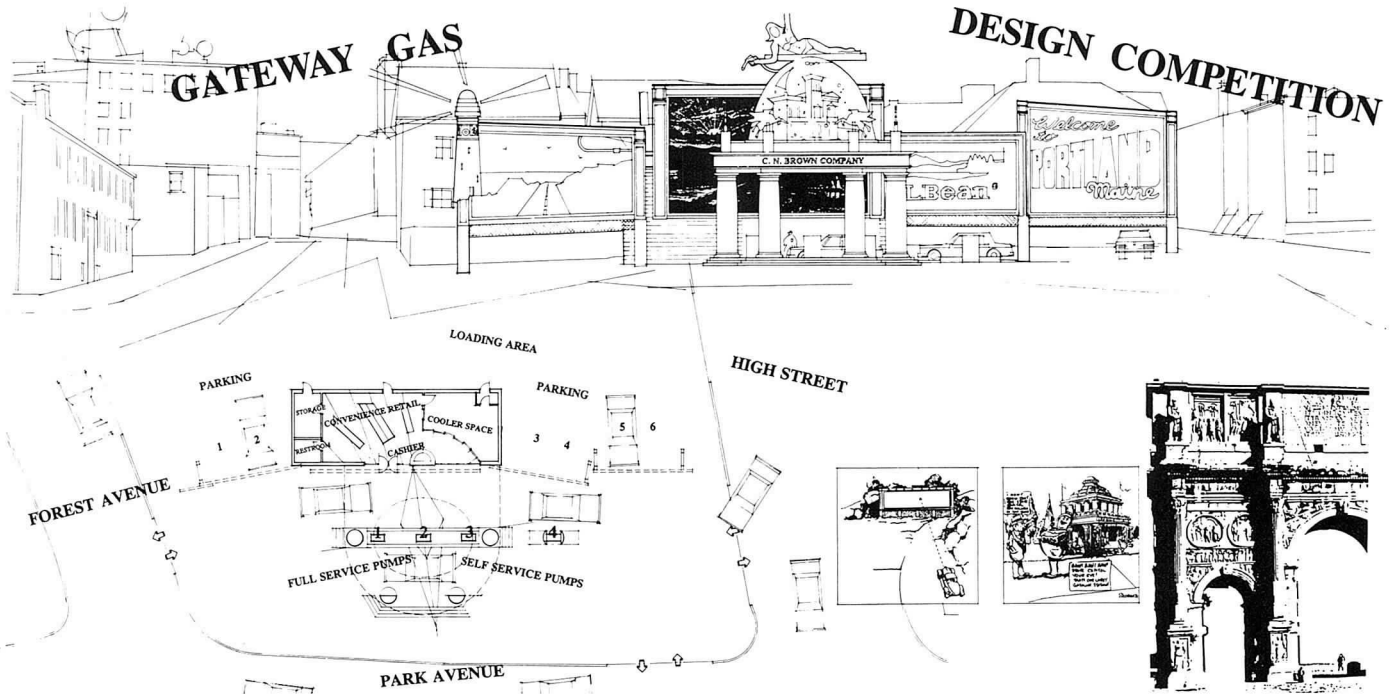 GATEWAY GAS
DESIGN COMPETITION
C. N. BROWN COMPANY
L.Bean
Welcome
to
PORTLAND
Maine
LOADING AREA
HIGH STREET
PARKING
PARKING
STORAGE
CONVENIENCE RETAIL
COOLER SPACE
RESTROOM
CASHIER
1
2
3
4
5
6
FOREST AVENUE
1
2
3
4
FULL SERVICE PUMPS
SELF SERVICE PUMPS
PARK AVENUE